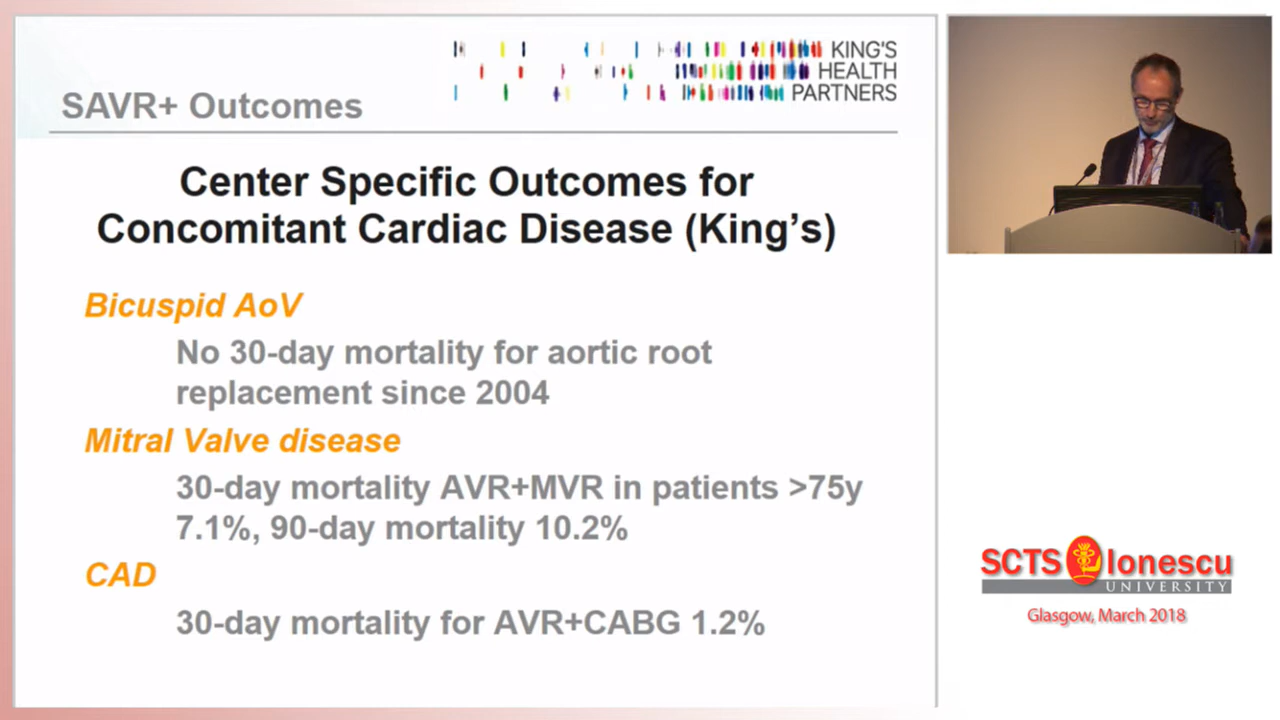 KING'S
HEALTH
PARTNERS
SAVR+ Outcomes
Center Specific Outcomes for
Concomitant Cardiac Disease (King's)
Bicuspid AoV
No 30-day mortality for aortic root
replacement since 2004
Mitral Valve disease
30-day mortality AVR+MVR in patients >75y
7.1%, 90-day mortality 10.2%
CAD
30-day mortality for AVR+CABG 1.2%
SCTS Ionescu
UNIVERSITY
Glasgow, March 2018